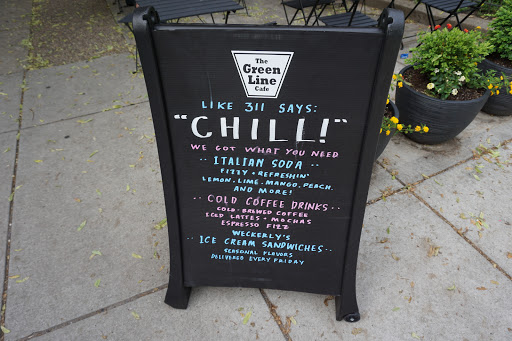 The
Green
Line
Cafe
LIKE 311 SAYS:
"CHILL!"
WE GOT WHAT YOU NEED
·· ITALIAN SODA ··
FIZZY + REFRESHIN'
LEMON, LIME, MANGO, PEACH,
AND MORE!
·· COLD COFFEE DRINKS ··
COLD-BREWED COFFEE
ICED LATTES + MOCHAS
ESPRESSO FIZZ
WECKERLY'S
·· ICE CREAM SANDWICHES ··
SEASONAL FLAVORS
DELIVERED EVERY FRIDAY